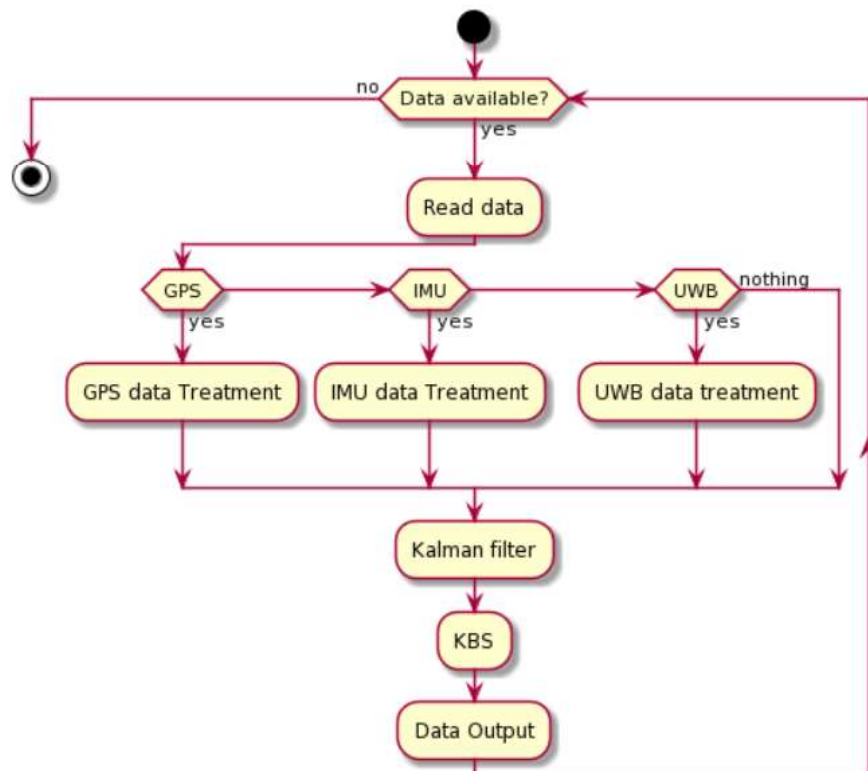 no
Data available?
yes
Read data
GPS
IMU
UWB
nothing
yes
yes
yes
GPS data Treatment
IMU data Treatment
UWB data treatment
Kalman filter
KBS
Data Output